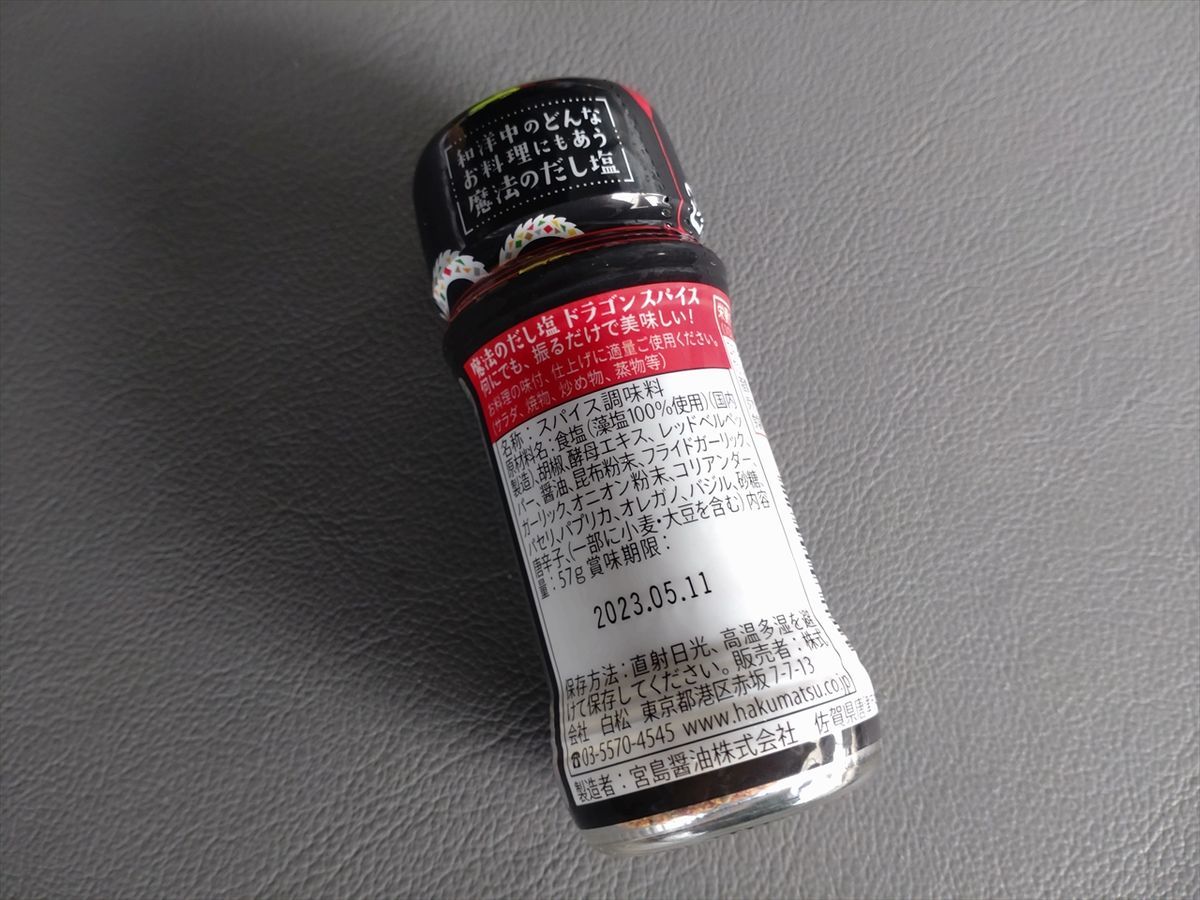 和洋中のどんな
お料理にもあう
魔法のだし塩
魔法のだし塩 ドラゴンスパイス
何にでも、振るだけで美味しい!
お料理の味付、仕上げに適量ご使用ください。
(サラダ、焼物、炒め物、蒸物等)
名称:スパイス調味料
原材料名:食塩(藻塩100%使用)(国内
製造)、胡椒、酵母エキス、レッドベルペッ
パー、醤油、昆布粉末、フライドガーリック、
ガーリック、オニオン粉末、コリアンダー、
パセリ、パプリカ、オレガノ、バジル、砂糖、
唐辛子、(一部に小麦・大豆を含む) 内容
量:57g 賞味期限:
2023.05.11
保存方法:直射日光、高温多湿を避
けて保存してください。販売者:株式
会社 白松 東京都港区赤坂 7-7-13
☎03-5570-4545 www.hakumatsu.co.jp
製造者:宮島醤油株式会社 佐賀県唐